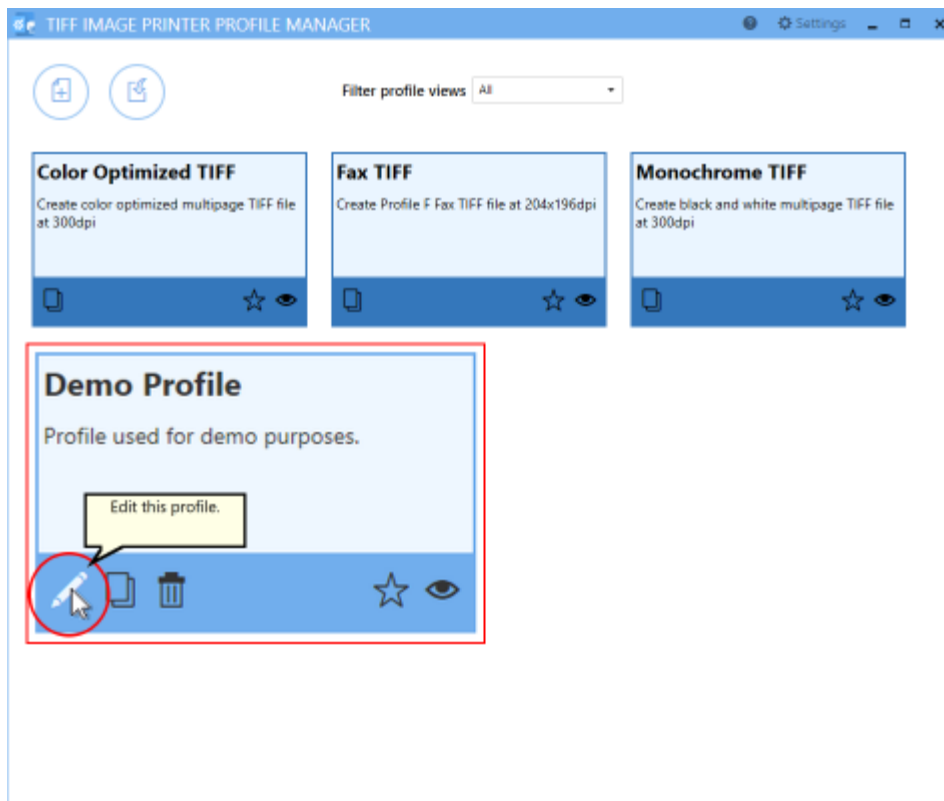 TIFF IMAGE PRINTER PROFILE MANAGER
Settings
Filter profile views All
Color Optimized TIFF
Create color optimized multipage TIFF file
at 300dpi
Fax TIFF
Create Profile F Fax TIFF file at 204x196dpi
Monochrome TIFF
Create black and white multipage TIFF file
at 300dpi
Demo Profile
Profile used for demo purposes.
Edit this profile.